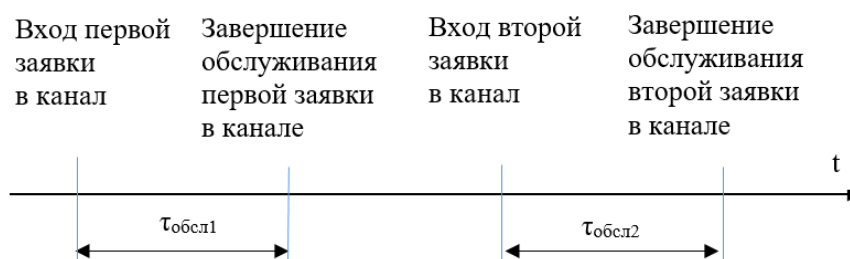 Вход первой
заявки
в канал
Завершение
обслуживания
первой заявки
в канале
Вход второй
заявки
в канал
Завершение
обслуживания
второй заявки
в канале
t
τобсл1
τобсл2